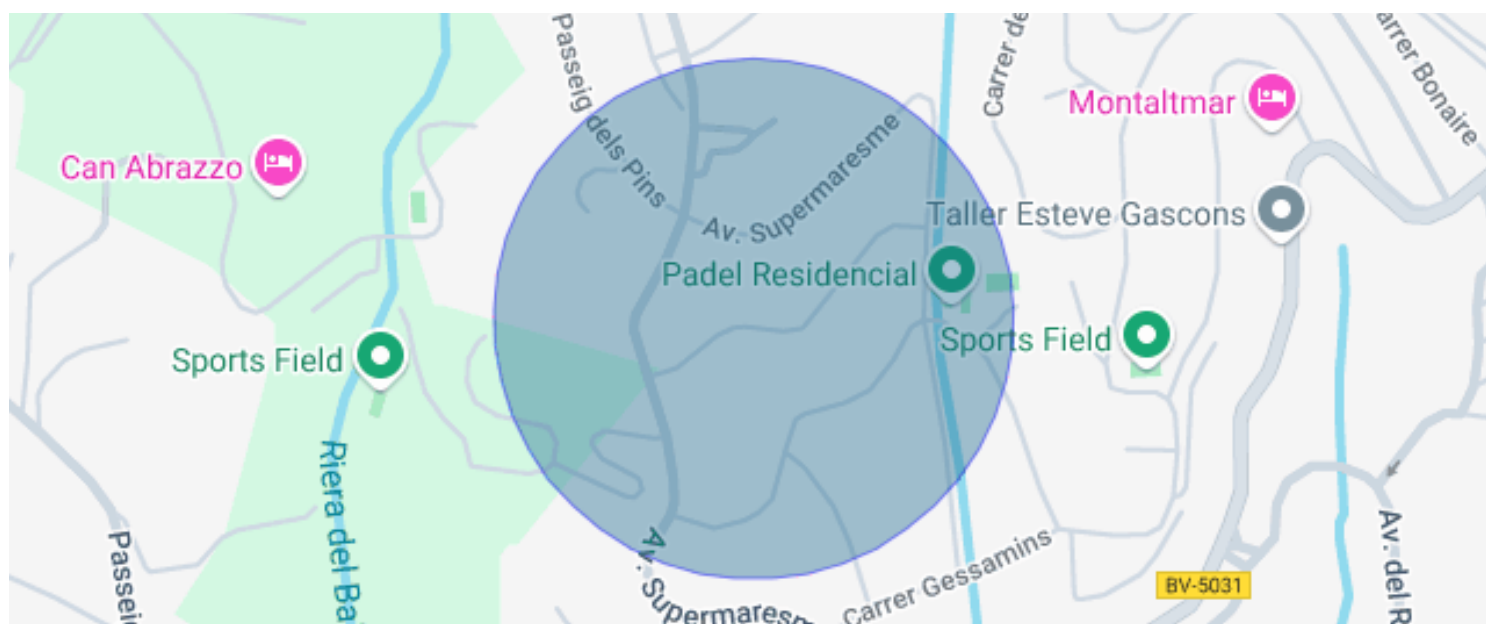 Passeig dels Pins
Carrer de
Carrer Bonaire
Montaltmar
Can Abrazzo
Av. Supermaresme
Taller Esteve Gascons
Padel Residencial
Sports Field
Sports Field
Riera del Ba
Passeig
Av. Supermaresme
Carrer Gessamins
BV-5031
Av. del R